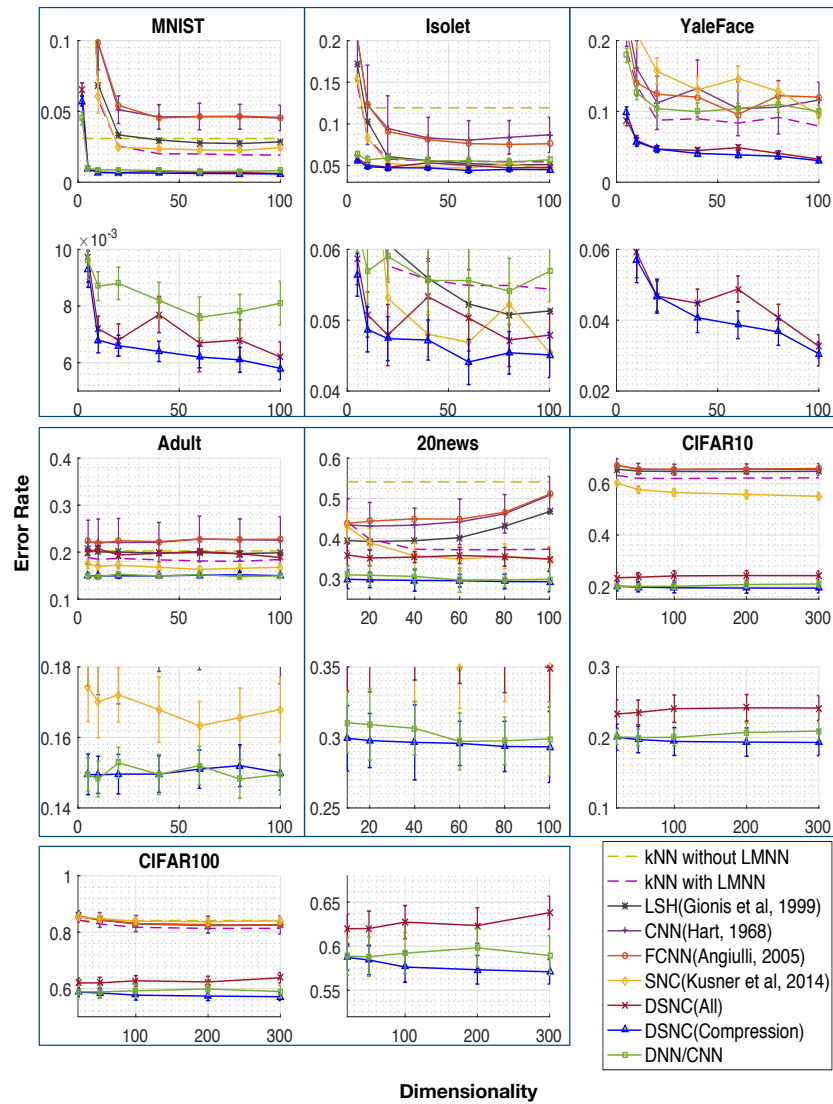 MNIST
Isolet
YaleFace
0.1
0.05
0
0 50 100
0.2
0.15
0.1
0.05
0 50 100
0.2
0.1
0
0 50 100
× 10⁻³
10
8
6
0 50 100
0.06
0.05
0.04
0 50 100
0.06
0.04
0.02
0 50 100
Adult
20news
CIFAR10
Error Rate
0.4
0.3
0.2
0.1
0 50 100
0.6
0.5
0.4
0.3
20 40 60 80 100
0.6
0.4
0.2
100 200 300
0.18
0.16
0.14
0 50 100
0.35
0.3
0.25
20 40 60 80 100
0.3
0.2
0.1
100 200 300
CIFAR100
1
0.8
0.6
100 200 300
0.65
0.6
0.55
100 200 300
kNN without LMNN
kNN with LMNN
LSH(Gionis et al, 1999)
CNN(Hart, 1968)
FCNN(Angiulli, 2005)
SNC(Kusner et al, 2014)
DSNC(All)
DSNC(Compression)
DNN/CNN
Dimensionality